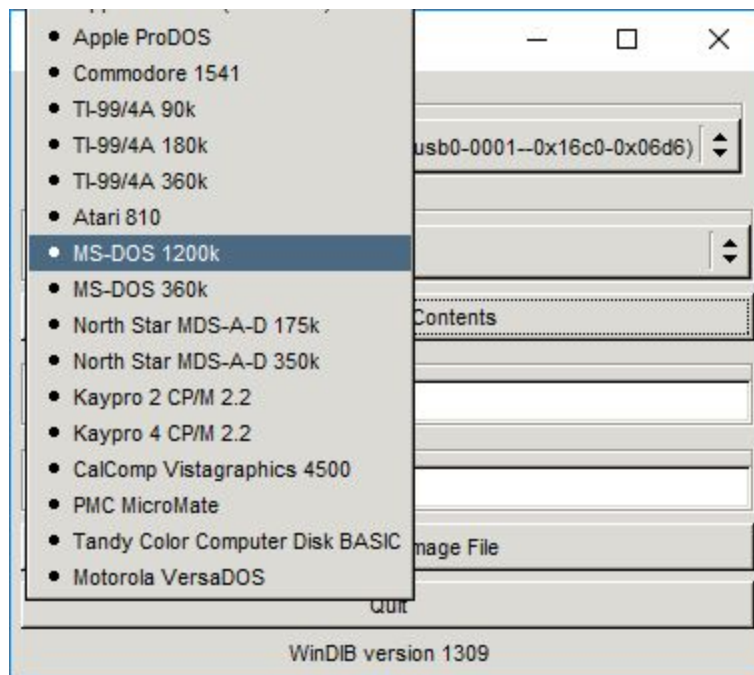 Apple ProDOS
Commodore 1541
TI-99/4A 90k
TI-99/4A 180k
usb0-0001--0x16c0-0x06d6)
TI-99/4A 360k
Atari 810
MS-DOS 1200k
MS-DOS 360k
North Star MDS-A-D 175k
Contents
North Star MDS-A-D 350k
Kaypro 2 CP/M 2.2
Kaypro 4 CP/M 2.2
CalComp Vistagraphics 4500
PMC MicroMate
Tandy Color Computer Disk BASIC
mage File
Motorola VersaDOS
Quit
WinDIB version 1309